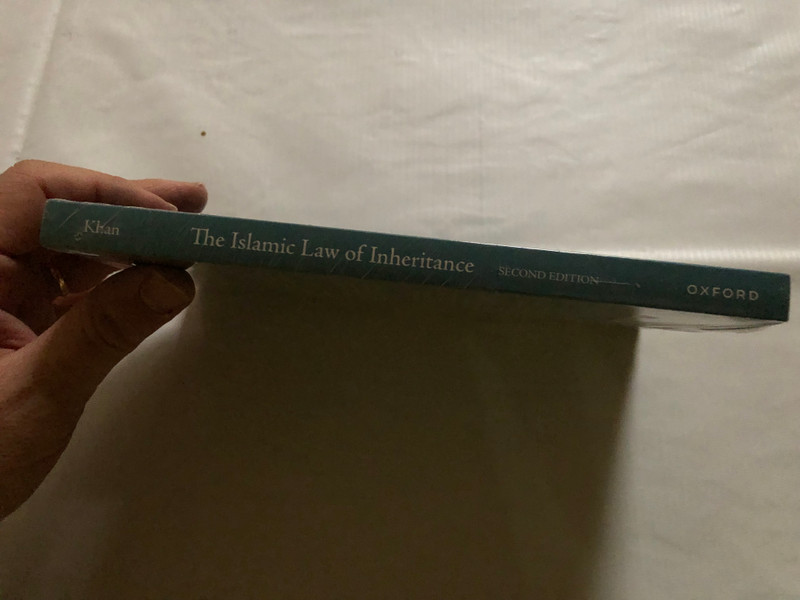 Khan
The Islamic Law of Inheritance
SECOND EDITION
OXFORD